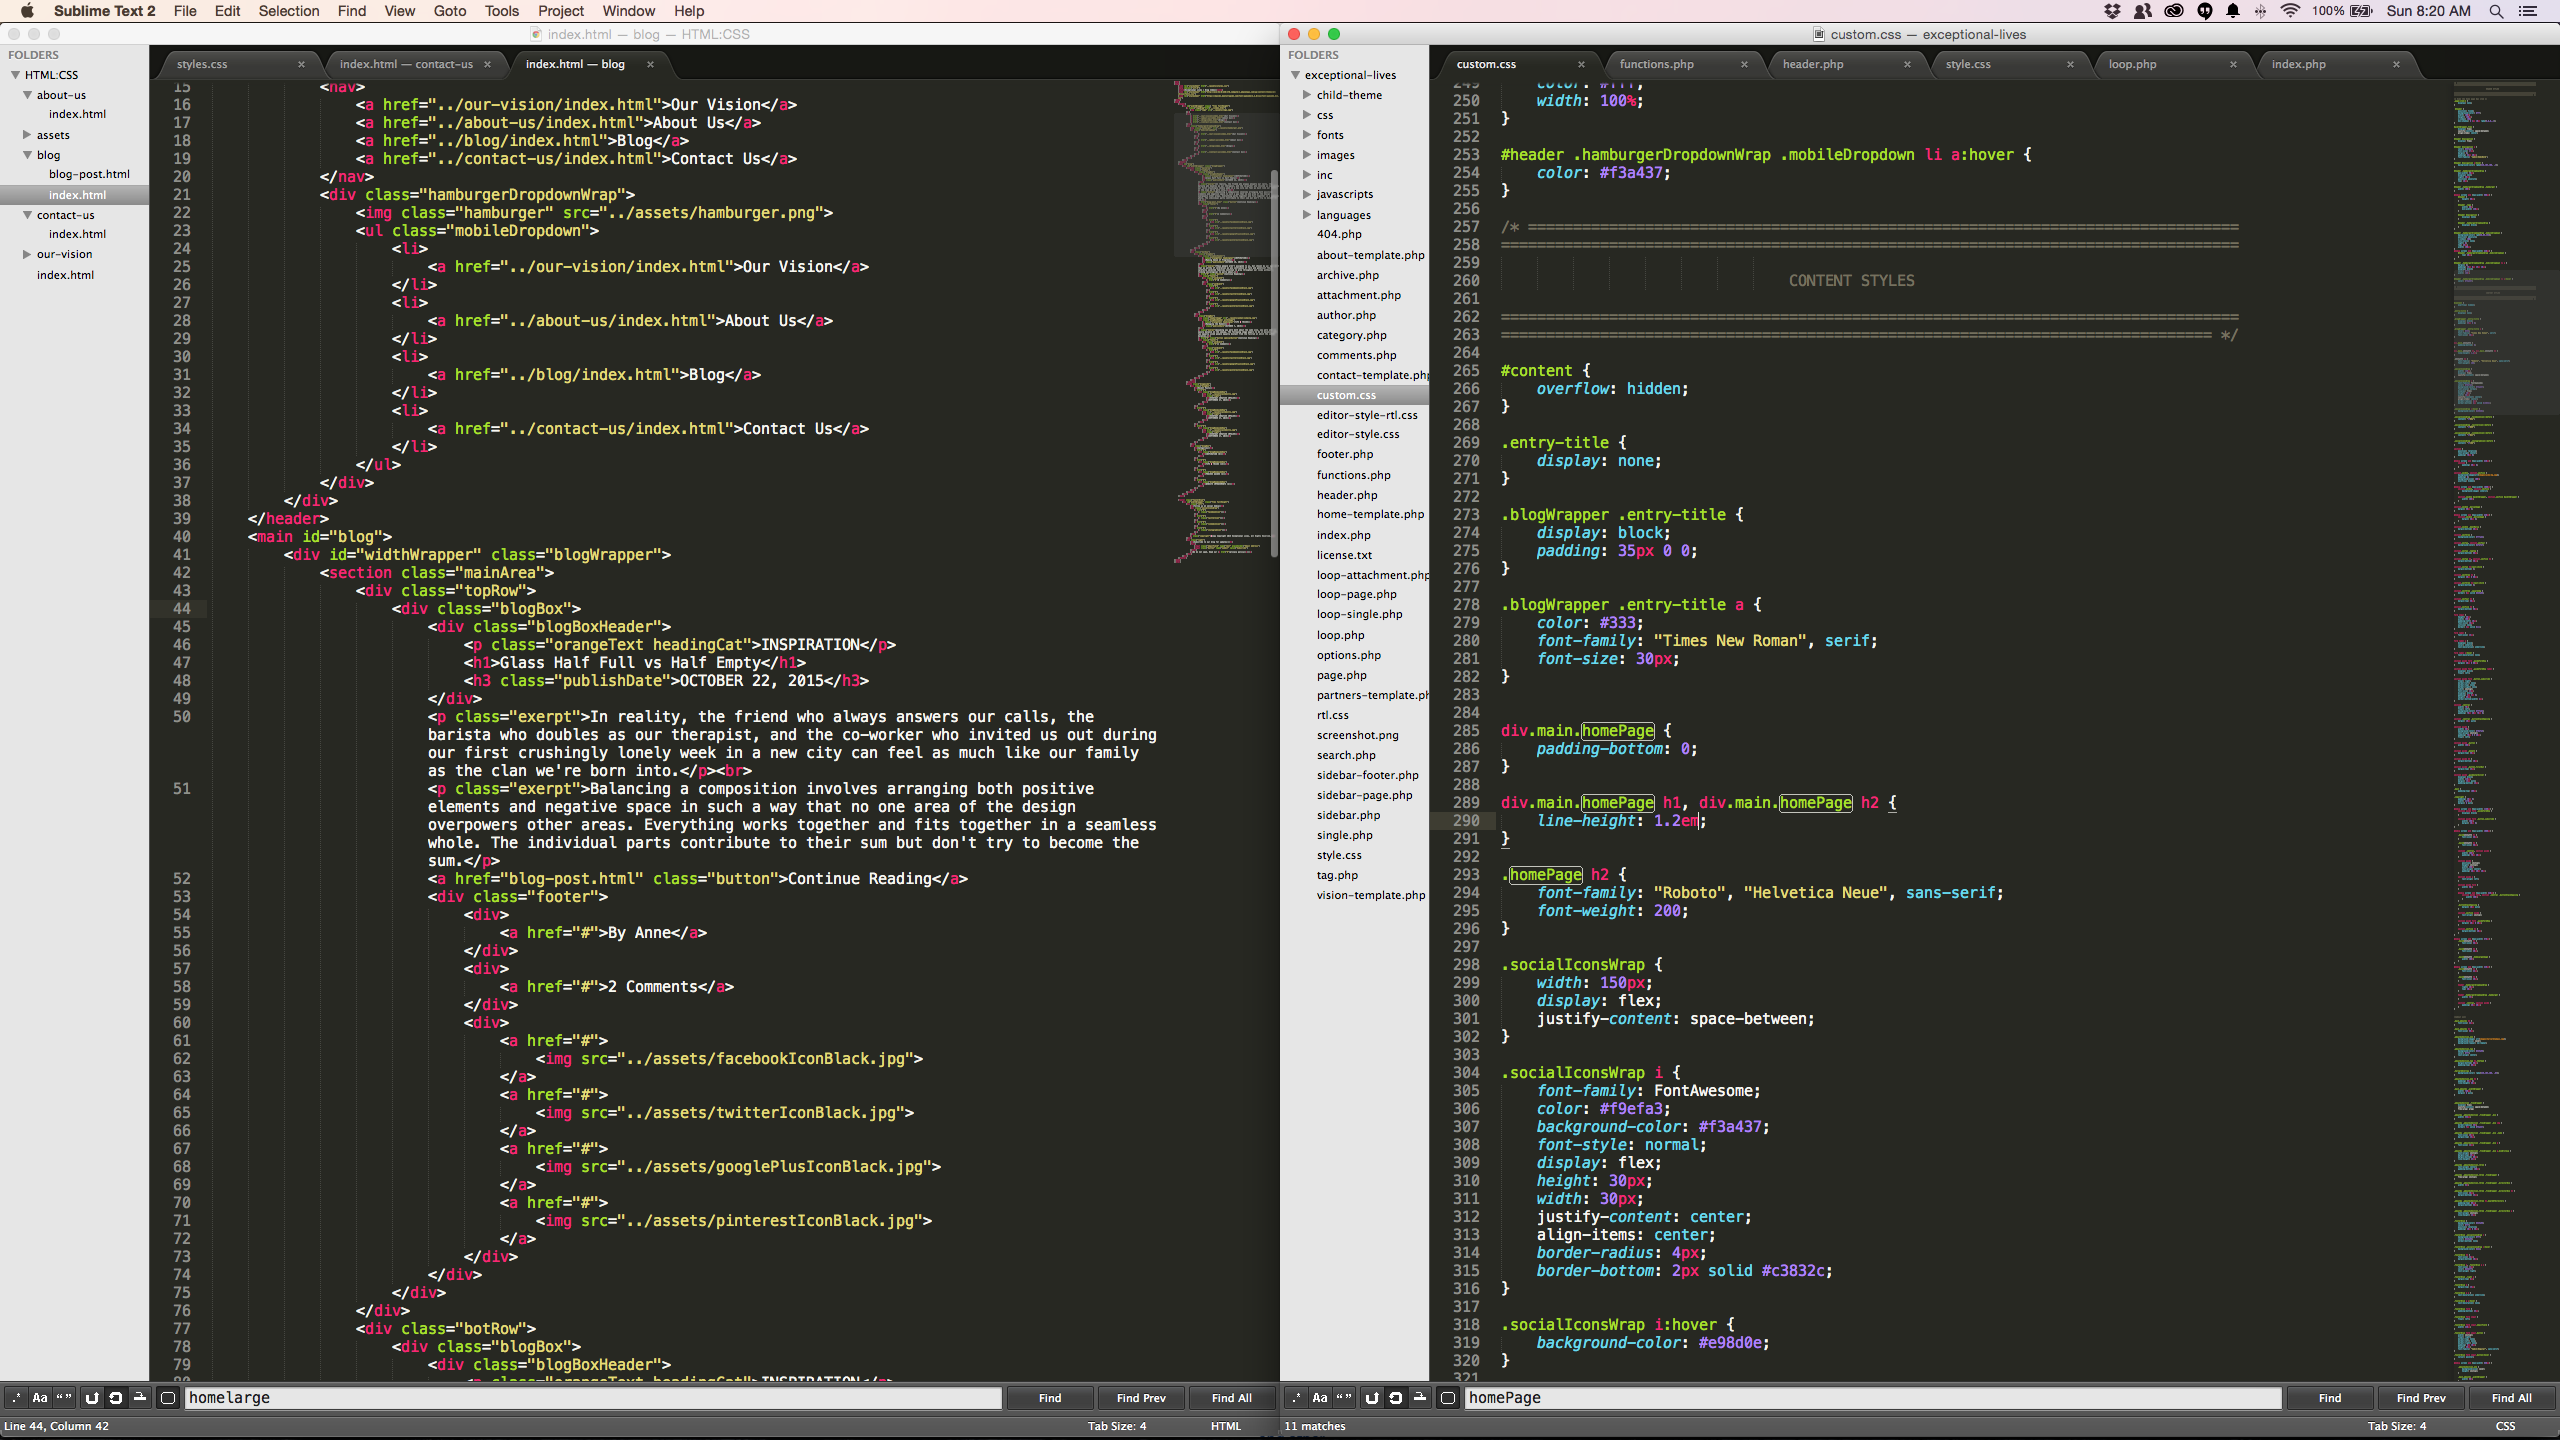 Sublime Text 2 File Edit Selection Find View Goto Tools Project Window Help
100% Sun 8:20 AM
index.html — blog — HTML:CSS
FOLDERS
HTML:CSS
about-us
index.html
assets
blog
blog-post.html
index.html
contact-us
index.html
our-vision
index.html
styles.css × index.html — contact-us × index.html — blog ×
15 <nav>
16 <a href="../our-vision/index.html">Our Vision</a>
17 <a href="../about-us/index.html">About Us</a>
18 <a href="../blog/index.html">Blog</a>
19 <a href="../contact-us/index.html">Contact Us</a>
20 </nav>
21 <div class="hamburgerDropdownWrap">
22 <img class="hamburger" src="../assets/hamburger.png">
23 <ul class="mobileDropdown">
24 <li>
25 <a href="../our-vision/index.html">Our Vision</a>
26 </li>
27 <li>
28 <a href="../about-us/index.html">About Us</a>
29 </li>
30 <li>
31 <a href="../blog/index.html">Blog</a>
32 </li>
33 <li>
34 <a href="../contact-us/index.html">Contact Us</a>
35 </li>
36 </ul>
37 </div>
38 </div>
39 </header>
40 <main id="blog">
41 <div id="widthWrapper" class="blogWrapper">
42 <section class="mainArea">
43 <div class="topRow">
44 <div class="blogBox">
45 <div class="blogBoxHeader">
46 <p class="orangeText headingCat">INSPIRATION</p>
47 <h1>Glass Half Full vs Half Empty</h1>
48 <h3 class="publishDate">OCTOBER 22, 2015</h3>
49 </div>
50 <p class="exerpt">In reality, the friend who always answers our calls, the
barista who doubles as our therapist, and the co-worker who invited us out during
our first crushingly lonely week in a new city can feel as much like our family
as the clan we're born into.</p><br>
51 <p class="exerpt">Balancing a composition involves arranging both positive
elements and negative space in such a way that no one area of the design
overpowers other areas. Everything works together and fits together in a seamless
whole. The individual parts contribute to their sum but don't try to become the
sum.</p>
52 <a href="blog-post.html" class="button">Continue Reading</a>
53 <div class="footer">
54 <div>
55 <a href="#">By Anne</a>
56 </div>
57 <div>
58 <a href="#">2 Comments</a>
59 </div>
60 <div>
61 <a href="#">
62 <img src="../assets/facebookIconBlack.jpg">
63 </a>
64 <a href="#">
65 <img src="../assets/twitterIconBlack.jpg">
66 </a>
67 <a href="#">
68 <img src="../assets/googlePlusIconBlack.jpg">
69 </a>
70 <a href="#">
71 <img src="../assets/pinterestIconBlack.jpg">
72 </a>
73 </div>
74 </div>
75 </div>
76 </div>
77 <div class="botRow">
78 <div class="blogBox">
79 <div class="blogBoxHeader">
80 <p class="orangeText headingCat">INSPIRATION</p>
.* Aa “” homelarge Find Find Prev Find All
Line 44, Column 42 Tab Size: 4 HTML
custom.css — exceptional-lives
FOLDERS
exceptional-lives
child-theme
css
fonts
images
inc
javascripts
languages
404.php
about-template.php
archive.php
attachment.php
author.php
category.php
comments.php
contact-template.php
custom.css
editor-style-rtl.css
editor-style.css
footer.php
functions.php
header.php
home-template.php
index.php
license.txt
loop-attachment.php
loop-page.php
loop-single.php
loop.php
options.php
page.php
partners-template.ph
rtl.css
screenshot.png
search.php
sidebar-footer.php
sidebar-page.php
sidebar.php
single.php
style.css
tag.php
vision-template.php
custom.css × functions.php × header.php × style.css × loop.php × index.php ×
249 color: #fff;
250 width: 100%;
251 }
252
253 #header .hamburgerDropdownWrap .mobileDropdown li a:hover {
254 color: #f3a437;
255 }
256
257 /* ===============================================================================
258 ==================================================================================
259
260 CONTENT STYLES
261
262 ==================================================================================
263 =============================================================================== */
264
265 #content {
266 overflow: hidden;
267 }
268
269 .entry-title {
270 display: none;
271 }
272
273 .blogWrapper .entry-title {
274 display: block;
275 padding: 35px 0 0;
276 }
277
278 .blogWrapper .entry-title a {
279 color: #333;
280 font-family: "Times New Roman", serif;
281 font-size: 30px;
282 }
283
284
285 div.main.homePage {
286 padding-bottom: 0;
287 }
288
289 div.main.homePage h1, div.main.homePage h2 {
290 line-height: 1.2em;
291 }
292
293 .homePage h2 {
294 font-family: "Roboto", "Helvetica Neue", sans-serif;
295 font-weight: 200;
296 }
297
298 .socialIconsWrap {
299 width: 150px;
300 display: flex;
301 justify-content: space-between;
302 }
303
304 .socialIconsWrap i {
305 font-family: FontAwesome;
306 color: #f9efa3;
307 background-color: #f3a437;
308 font-style: normal;
309 display: flex;
310 height: 30px;
311 width: 30px;
312 justify-content: center;
313 align-items: center;
314 border-radius: 4px;
315 border-bottom: 2px solid #c3832c;
316 }
317
318 .socialIconsWrap i:hover {
319 background-color: #e98d0e;
320 }
321
.* Aa “” homePage Find Find Prev Find All
11 matches Tab Size: 4 CSS